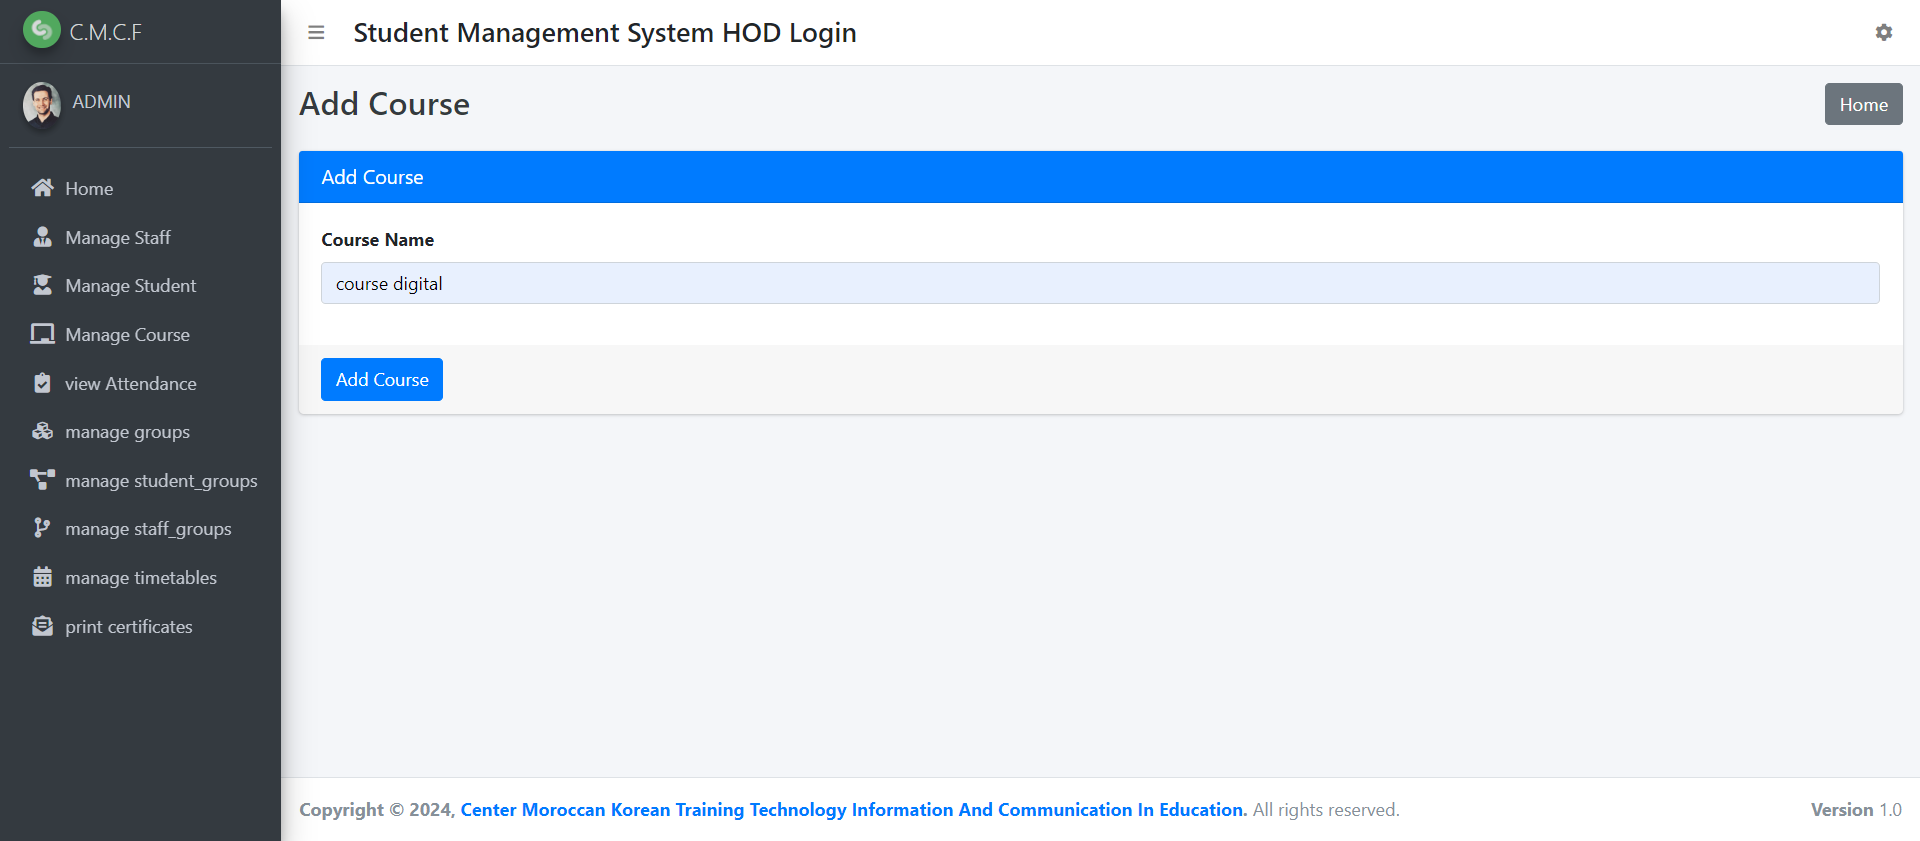 C.M.C.F
ADMIN
Home
Manage Staff
Manage Student
Manage Course
view Attendance
manage groups
manage student_groups
manage staff_groups
manage timetables
print certificates
Student Management System HOD Login
Add Course
Home
Add Course
Course Name
course digital
Add Course
Copyright © 2024, Center Moroccan Korean Training Technology Information And Communication In Education. All rights reserved.
Version 1.0